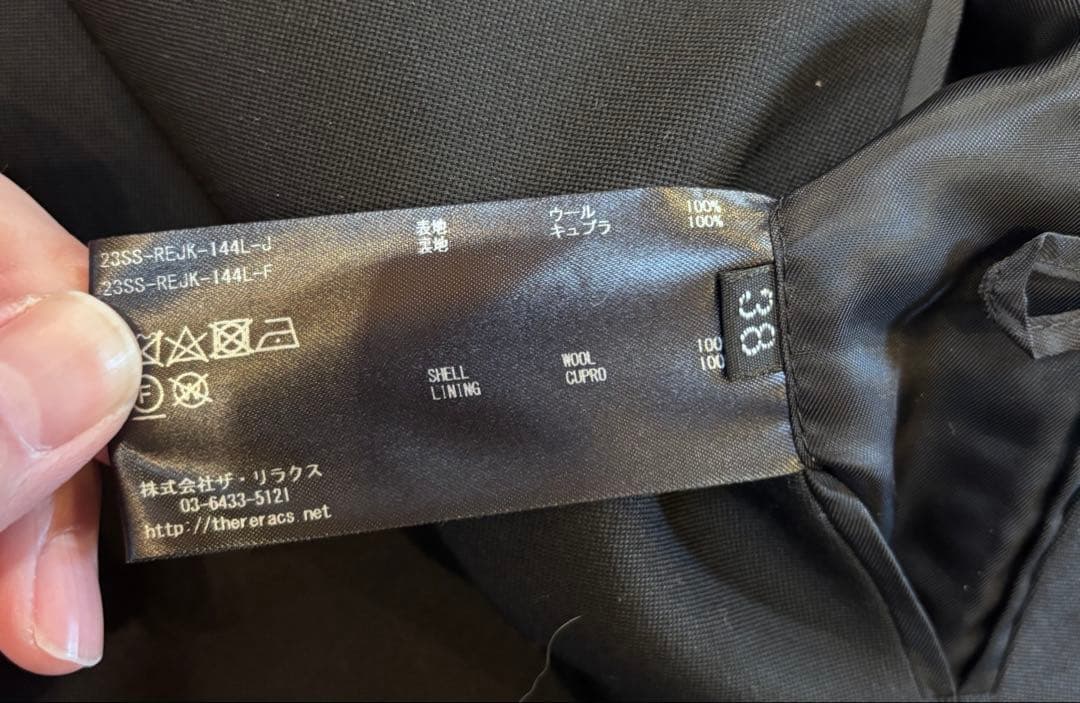 23SS-REJK-144L-J
23SS-REJK-144L-F
表地 ウール 100%
表地 キュプラ 100%
38
SHELL WOOL 100
LINING CUPRO 100
F
W
株式会社ザ・リラクス
03-6433-5121
http://thereracs.net